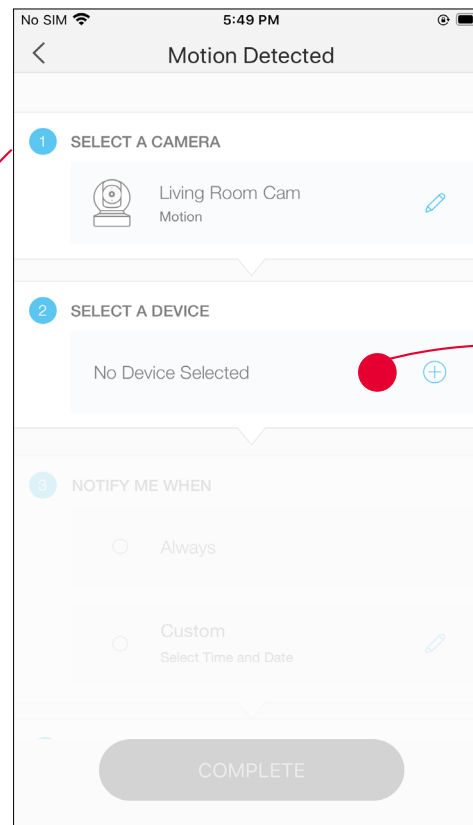 No SIM 5:49 PM
Motion Detected
1 SELECT A CAMERA
Living Room Cam
Motion
2 SELECT A DEVICE
No Device Selected
3 NOTIFY ME WHEN
Always
Custom
Select Time and Date
COMPLETE